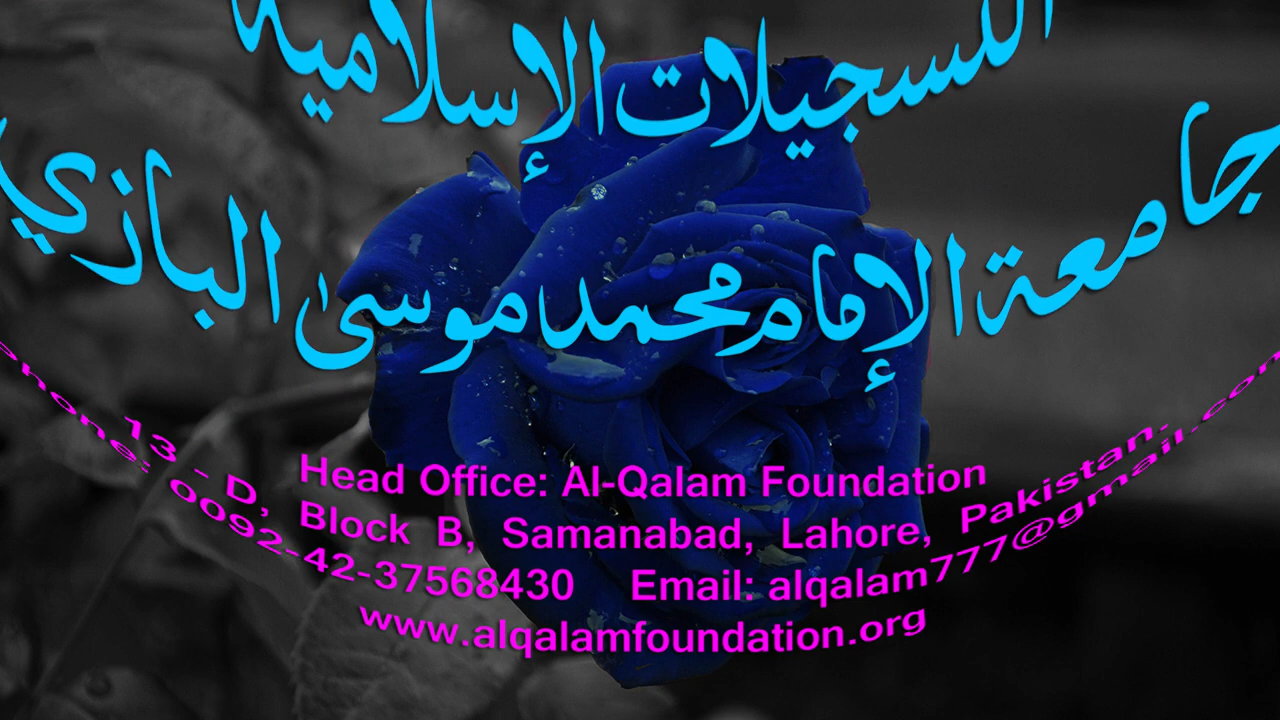 للتسجيلات الإسلامية
جامعة الإمام محمد موسىٰ البازي
Head Office: Al-Qalam Foundation
13 - D, Block B, Samanabad, Lahore, Pakistan.
Phone: 0092-42-37568430 Email: alqalam777@gmail.com
www.alqalamfoundation.org